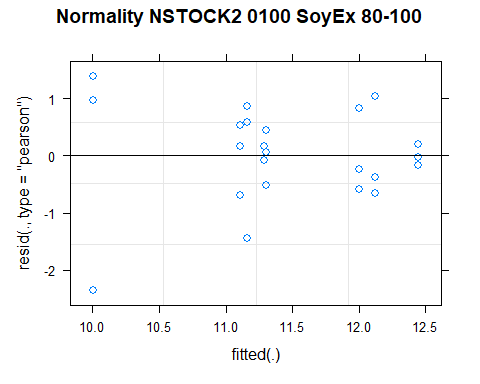 Normality NSTOCK2 0100 SoyEx 80-100
resid(., type = "pearson")
1
0
-1
-2
10.0 10.5 11.0 11.5 12.0 12.5
fitted(.)